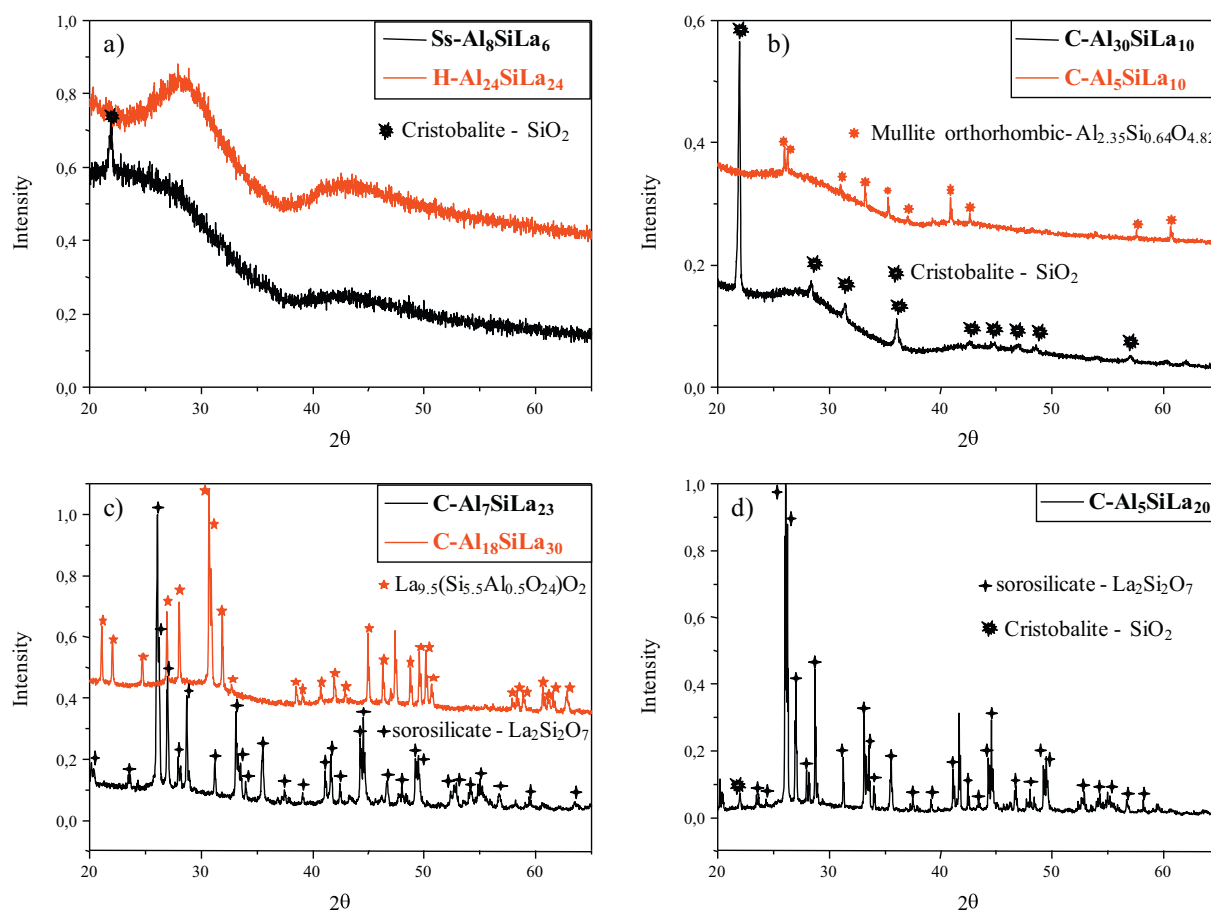 a)
Ss-Al₈SiLa₆
H-Al₂₄SiLa₂₄
Cristobalite - SiO₂
1,0
0,8
0,6
0,4
0,2
0,0
Intensity
20 30 40 50 60
2θ
b)
C-Al₃₀SiLa₁₀
C-Al₅SiLa₁₀
Mullite orthorhombic- Al₂.₃₅Si₀.₆₄O₄.₈₂
Cristobalite - SiO₂
0,6
0,4
0,2
0,0
Intensity
20 30 40 50 60
2θ
c)
C-Al₇SiLa₂₃
C-Al₁₈SiLa₃₀
La₉.₅(Si₅.₅Al₀.₅O₂₄)O₂
sorosilicate - La₂Si₂O₇
1,0
0,8
0,6
0,4
0,2
0,0
Intensity
20 30 40 50 60
2θ
d)
C-Al₅SiLa₂₀
sorosilicate - La₂Si₂O₇
Cristobalite - SiO₂
1,0
0,8
0,6
0,4
0,2
0,0
Intensity
20 30 40 50 60
2θ